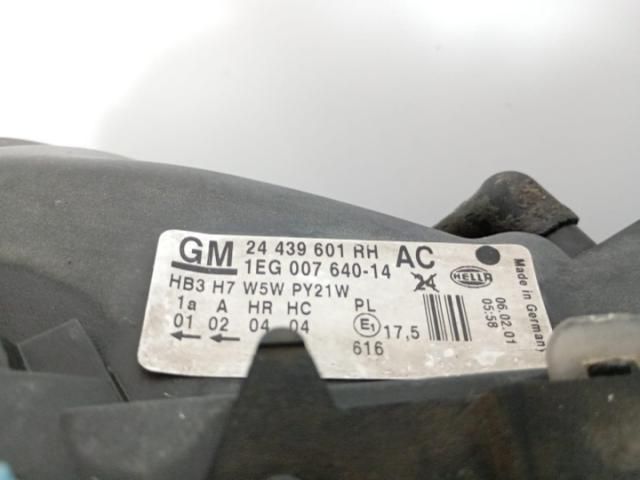 GM 24 439 601 RH AC
1EG 007 640-14
HB3 H7 W5W PY21W 24
1a A HR HC PL
01 02 04 04 E1 17,5
616
HELLA
06.02.01
05:58
Made in Germany